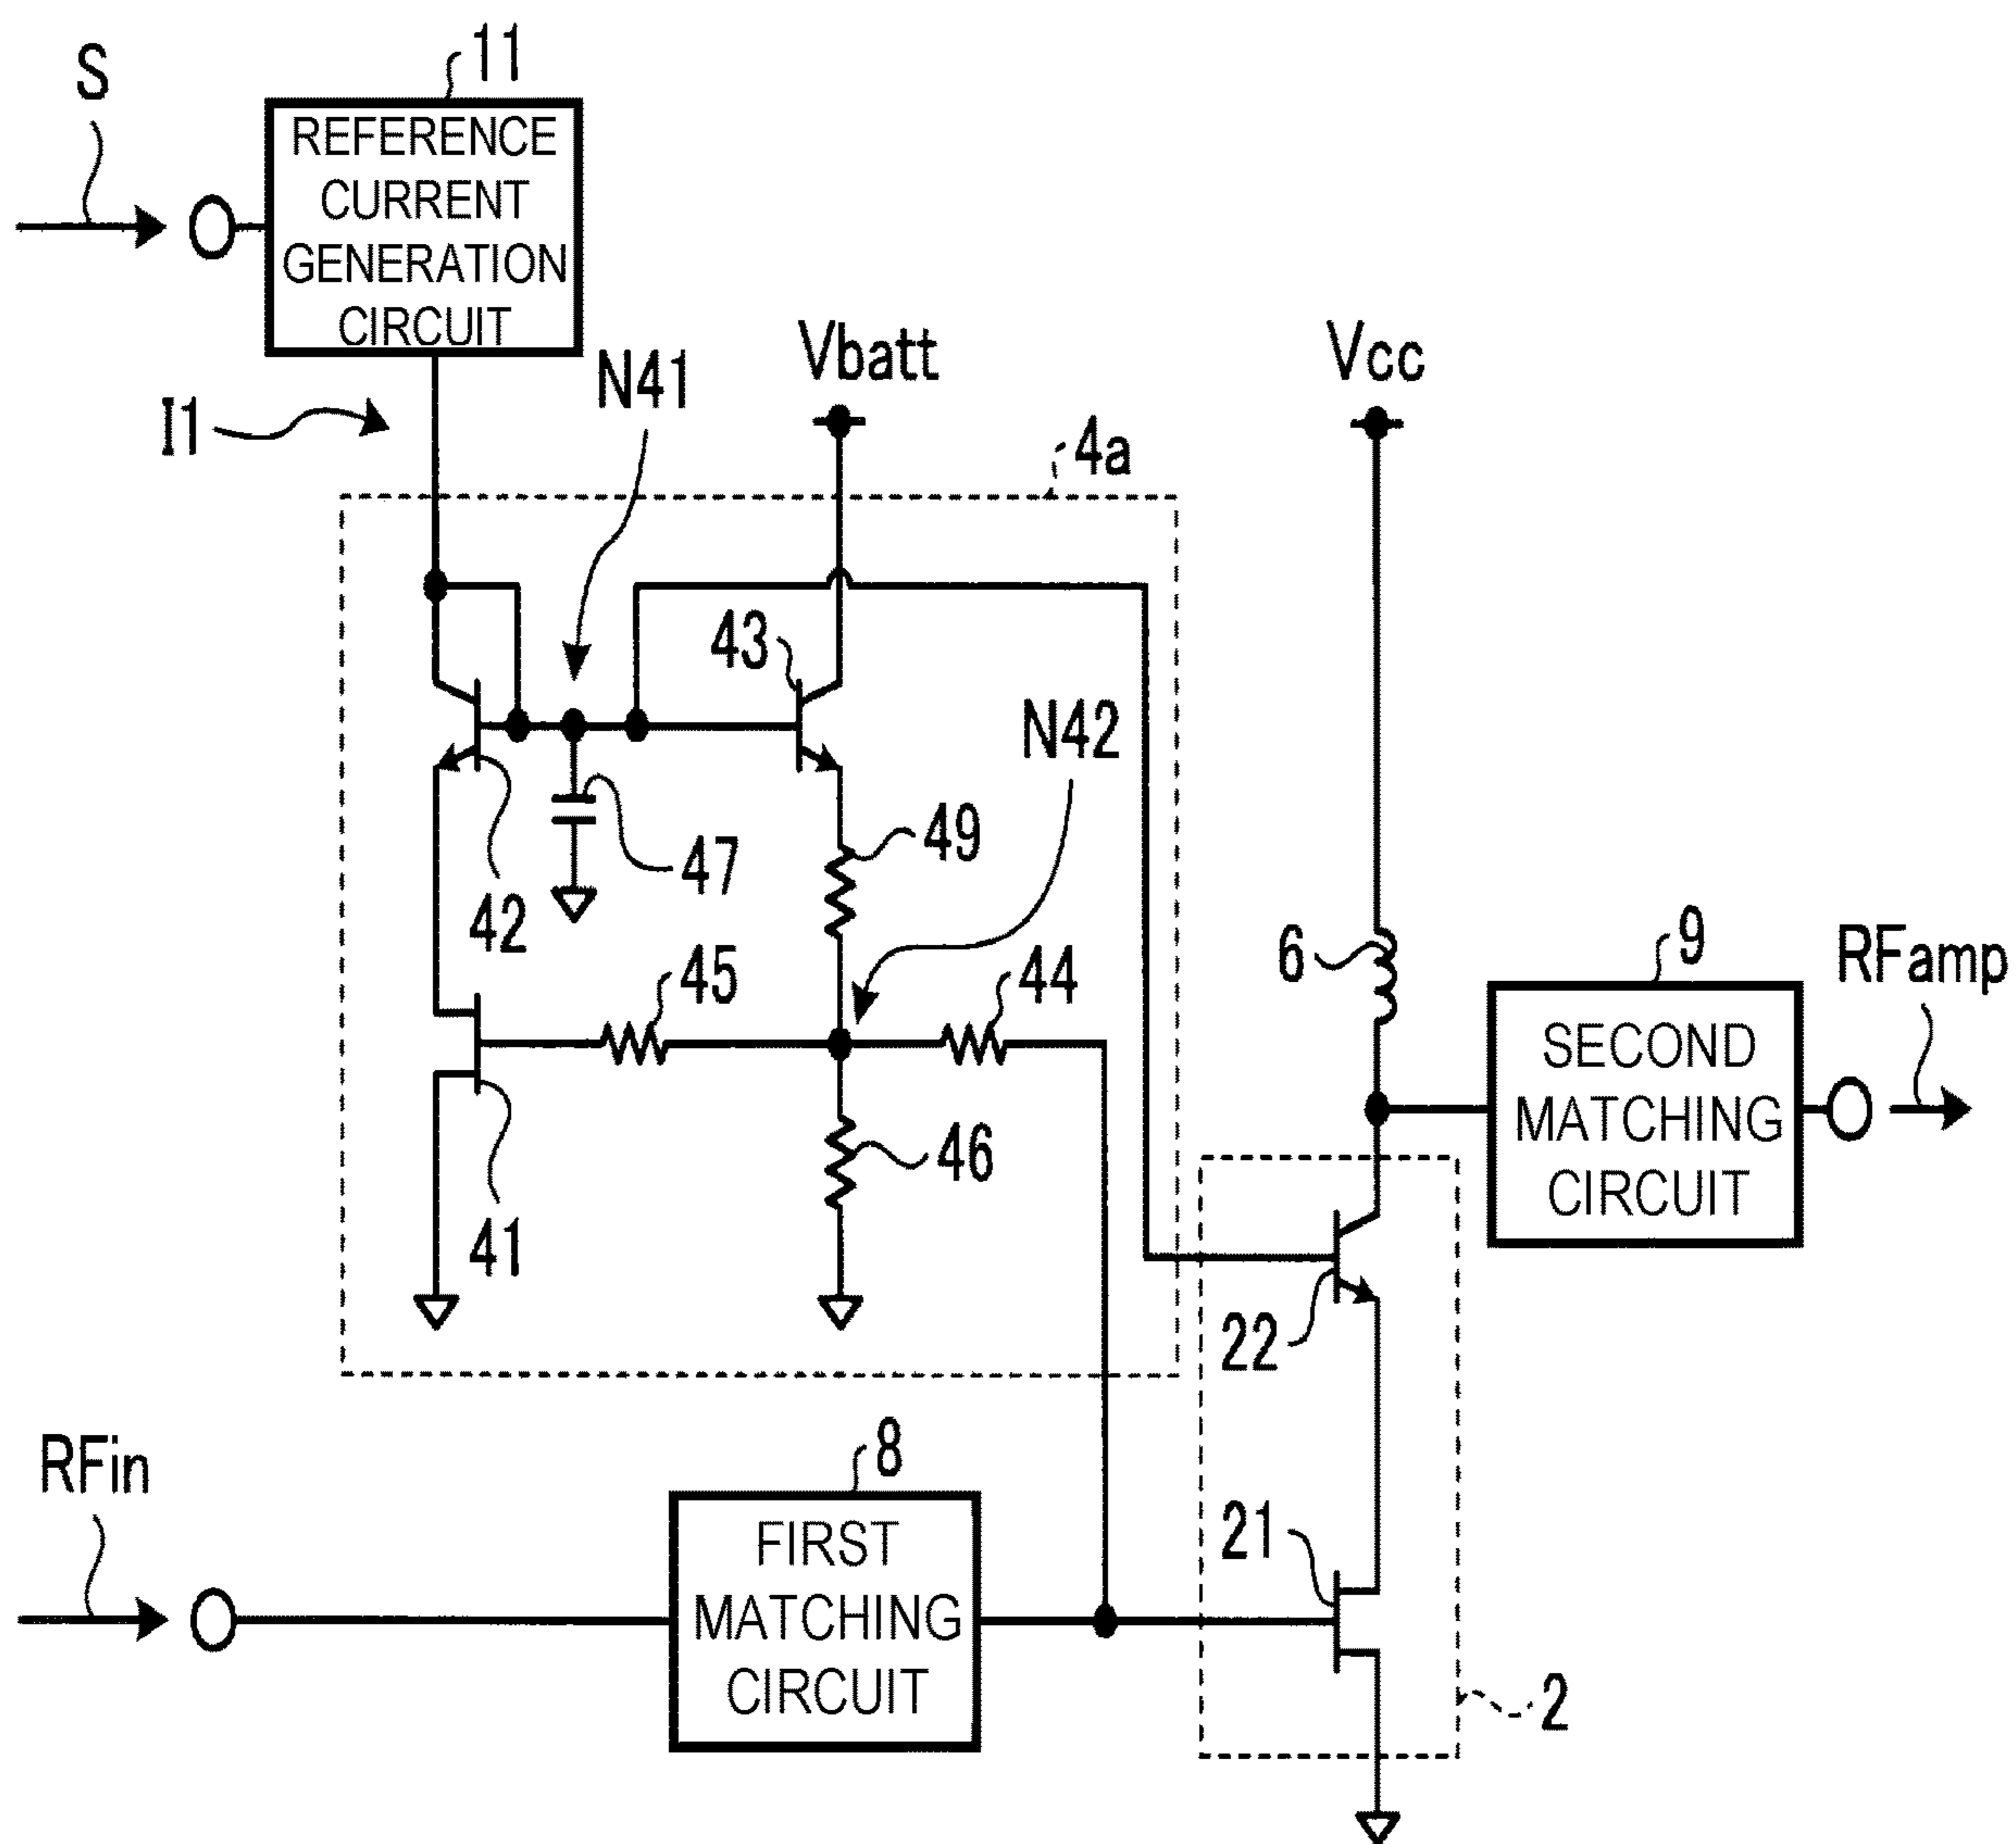 S
11
REFERENCE
CURRENT
GENERATION
CIRCUIT
N41
Vbatt
Vcc
I1
4a
43
N42
47
49
42
45
44
6
9
RFamp
SECOND
MATCHING
CIRCUIT
46
41
22
RFin
8
FIRST
MATCHING
CIRCUIT
21
2